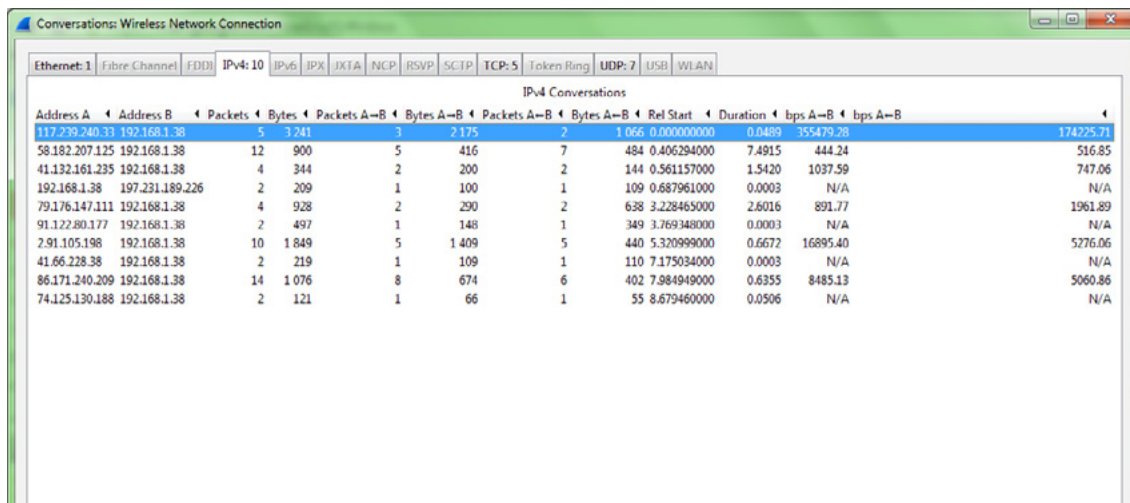 Conversations: Wireless Network Connection
Ethernet: 1 Fibre Channel FDDI IPv4: 10 IPv6 IPX JXTA NCP RSVP SCTP TCP: 5 Token Ring UDP: 7 USB WLAN
IPv4 Conversations
Address A Address B Packets Bytes Packets A→B Bytes A→B Packets A←B Bytes A←B Rel Start Duration bps A→B bps A←B
117.239.240.33 192.168.1.38 5 3 241 3 2 175 2 1 066 0.000000000 0.0489 355479.28 174225.71
58.182.207.125 192.168.1.38 12 900 5 416 7 484 0.406294000 7.4915 444.24 516.85
41.132.161.235 192.168.1.38 4 344 2 200 2 144 0.561157000 1.5420 1037.59 747.06
192.168.1.38 197.231.189.226 2 209 1 100 1 109 0.687961000 0.0003 N/A N/A
79.176.147.111 192.168.1.38 4 928 2 290 2 638 3.228465000 2.6016 891.77 1961.89
91.122.80.177 192.168.1.38 2 497 1 148 1 349 3.769348000 0.0003 N/A N/A
2.91.105.198 192.168.1.38 10 1 849 5 1 409 5 440 5.320999000 0.6672 16895.40 5276.06
41.66.228.38 192.168.1.38 2 219 1 109 1 110 7.175034000 0.0003 N/A N/A
86.171.240.209 192.168.1.38 14 1 076 8 674 6 402 7.984949000 0.6355 8485.13 5060.86
74.125.130.188 192.168.1.38 2 121 1 66 1 55 8.679460000 0.0506 N/A N/A